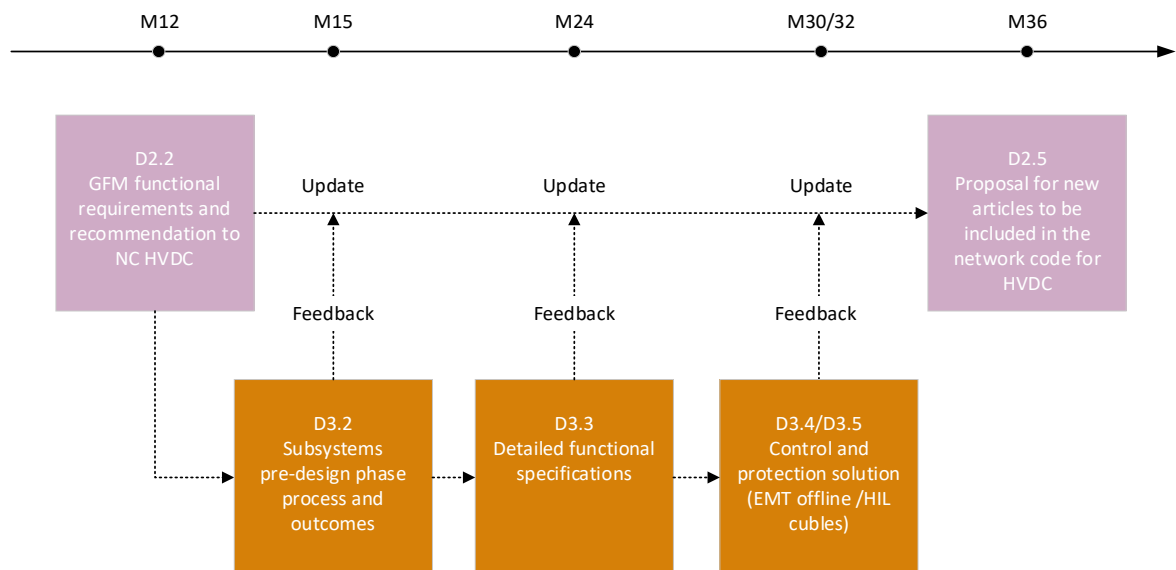 M12
M15
M24
M30/32
M36
D2.2
GFM functional
requirements and
recommendation to
NC HVDC
Update
Update
Update
D2.5
Proposal for new
articles to be
included in the
network code for
HVDC
Feedback
Feedback
Feedback
D3.2
Subsystems
pre-design phase
process and
outcomes
D3.3
Detailed functional
specifications
D3.4/D3.5
Control and
protection solution
(EMT offline /HIL
cubles)